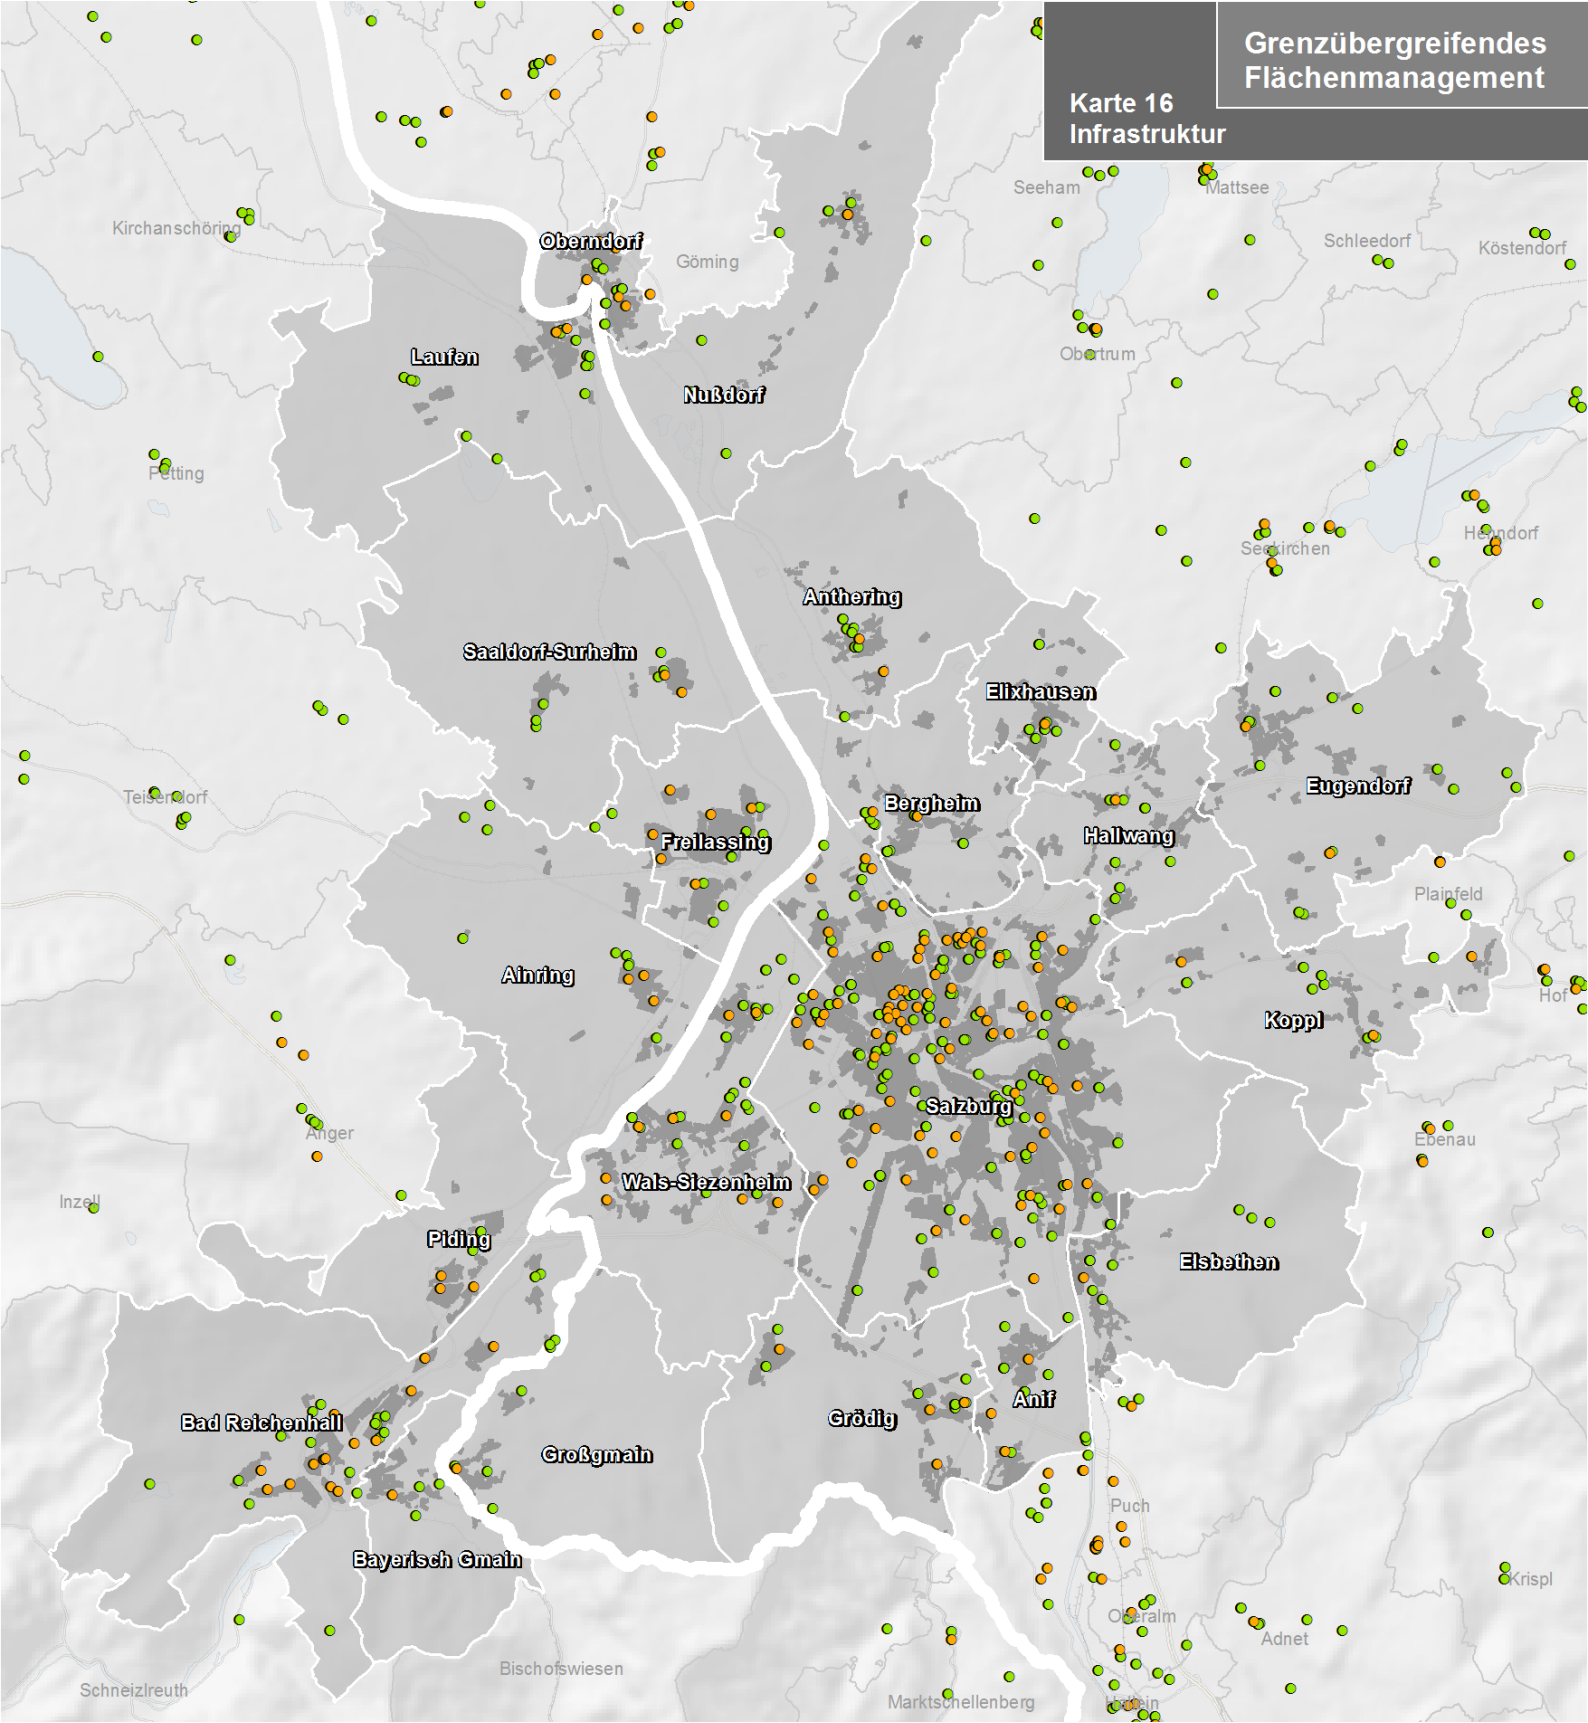 Grenzübergreifendes
Flächenmanagement
Karte 16
Infrastruktur
Seeham
Mattsee
Kirchanschöring
Oberndorf
Göming
Schleedorf
Köstendorf
Laufen
Obertrum
Nußdorf
Petting
Seekirchen
Henndorf
Anthering
Saaldorf-Surheim
Elixhausen
Teisendorf
Eugendorf
Bergheim
Hallwang
Freilassing
Plainfeld
Ainring
Hof
Koppl
Salzburg
Anger
Ebenau
Wals-Siezenheim
Inzell
Piding
Elsbethen
Anif
Bad Reichenhall
Grödig
Großgmain
Puch
Bayerisch Gmain
Krispl
Oberalm
Adnet
Bischofswiesen
Schneizlreuth
Marktschellenberg
Hallein